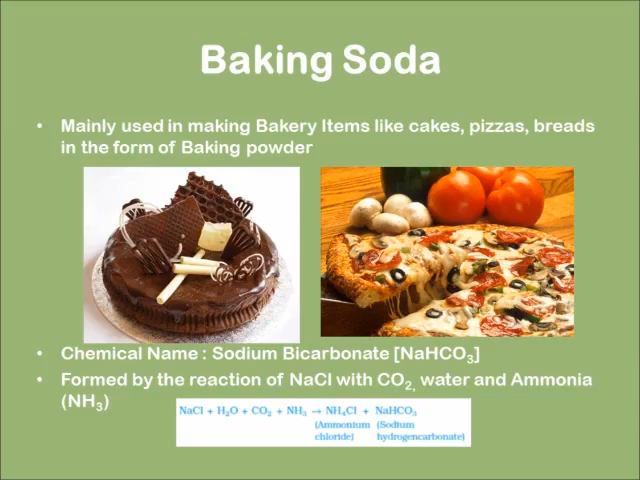 Baking Soda
• Mainly used in making Bakery Items like cakes, pizzas, breads
in the form of Baking powder
• Chemical Name : Sodium Bicarbonate [NaHCO₃]
• Formed by the reaction of NaCl with CO₂, water and Ammonia
(NH₃)
NaCl + H₂O + CO₂ + NH₃ → NH₄Cl + NaHCO₃
(Ammonium (Sodium
chloride) hydrogencarbonate)